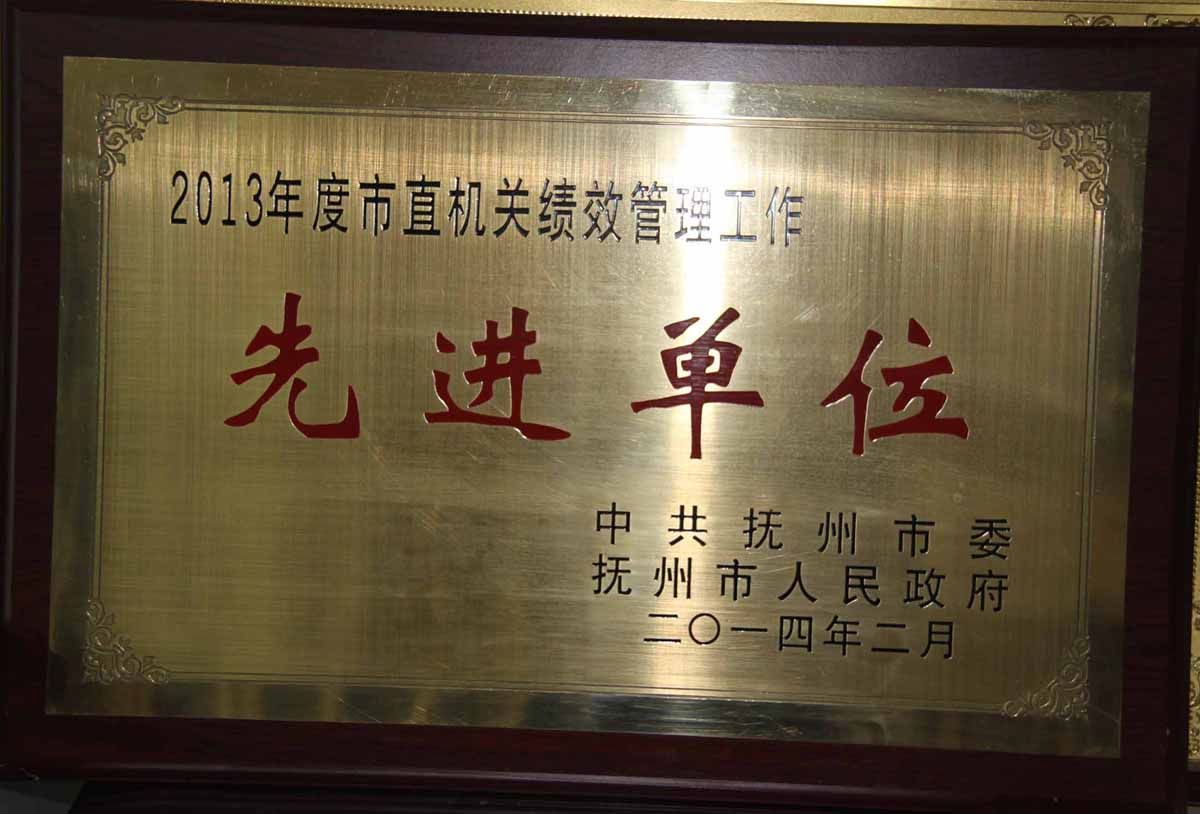 2013年度市直机关绩效管理工作
先进单位
中共抚州市委
抚州市人民政府
二〇一四年二月